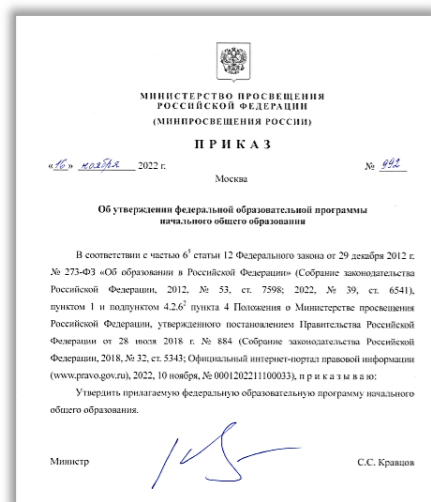 МИНИСТЕРСТВО ПРОСВЕЩЕНИЯ
РОССИЙСКОЙ ФЕДЕРАЦИИ
(МИНПРОСВЕЩЕНИЯ РОССИИ)
ПРИКАЗ
«16» ноября 2022 г. № 992
Москва
Об утверждении федеральной образовательной программы
начального общего образования
В соответствии с частью 6⁵ статьи 12 Федерального закона от 29 декабря 2012 г.
№ 273-ФЗ «Об образовании в Российской Федерации» (Собрание законодательства
Российской Федерации, 2012, № 53, ст. 7598; 2022, № 39, ст. 6541),
пунктом 1 и подпунктом 4.2.6² пункта 4 Положения о Министерстве просвещения
Российской Федерации, утвержденного постановлением Правительства Российской
Федерации от 28 июля 2018 г. № 884 (Собрание законодательства Российской
Федерации, 2018, № 32, ст. 5343; Официальный интернет-портал правовой информации
(www.pravo.gov.ru), 2022, 10 ноября, № 0001202211100033), п р и к а з ы в а ю:
Утвердить прилагаемую федеральную образовательную программу начального
общего образования.
Министр С.С. Кравцов